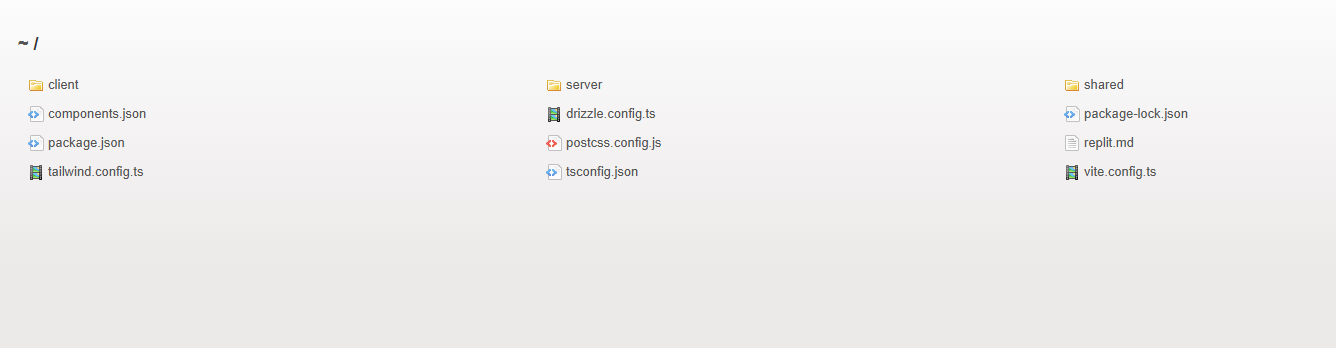 ~ /
client server shared
components.json drizzle.config.ts package-lock.json
package.json postcss.config.js replit.md
tailwind.config.ts tsconfig.json vite.config.ts